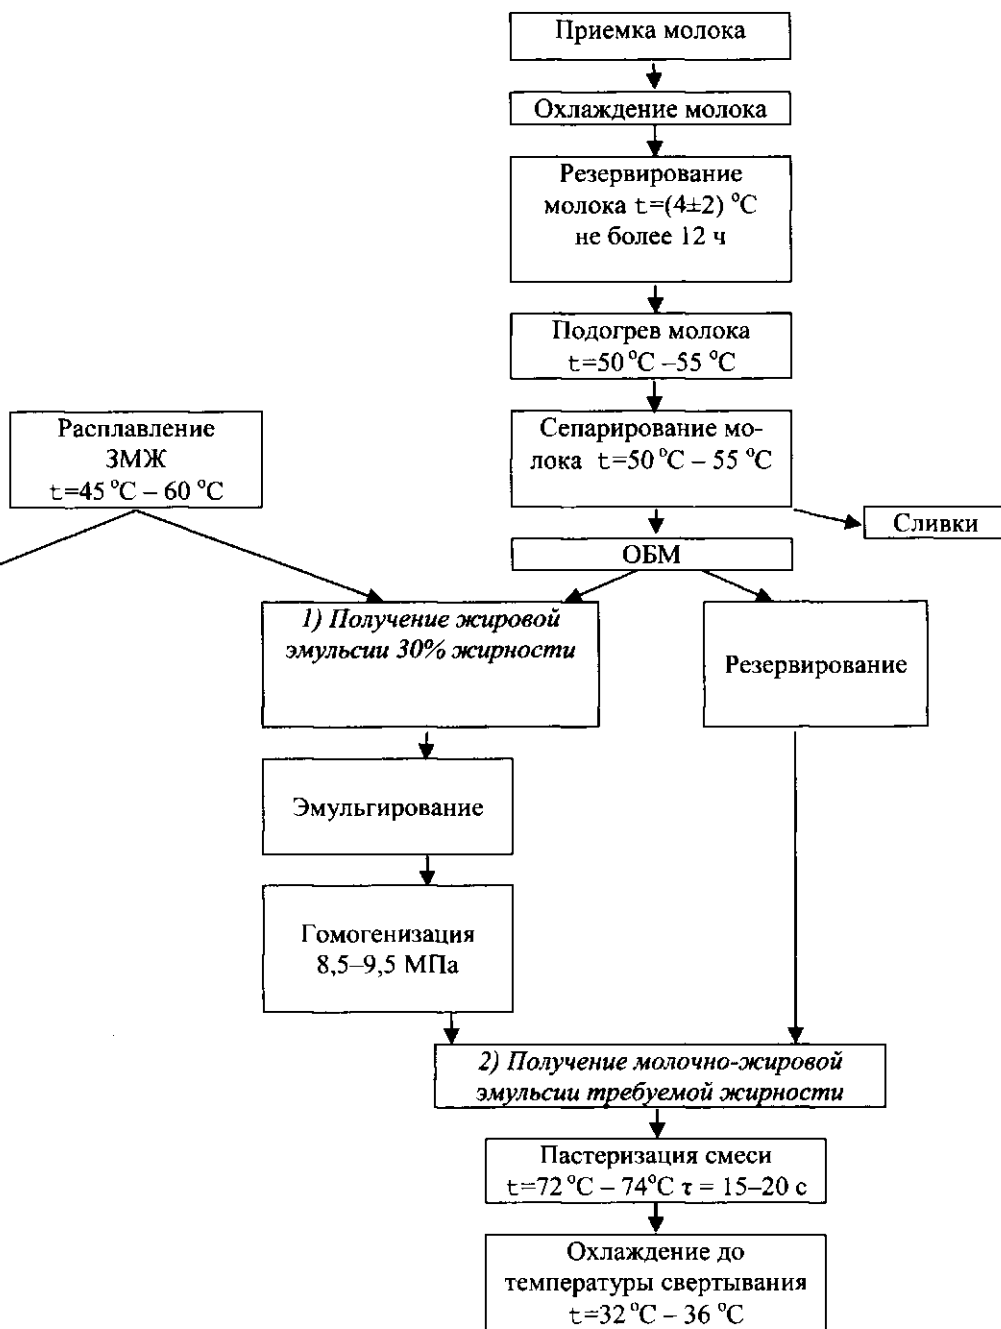 Приемка молока
Охлаждение молока
Резервирование
молока t=(4±2) °С
не более 12 ч
Подогрев молока
t=50 °С –55 °С
Расплавление
ЗМЖ
t=45 °С – 60 °С
Сепарирование мо-
лока t=50 °С – 55 °С
Сливки
ОБМ
1) Получение жировой
эмульсии 30% жирности
Резервирование
Эмульгирование
Гомогенизация
8,5–9,5 МПа
2) Получение молочно-жировой
эмульсии требуемой жирности
Пастеризация смеси
t=72 °С – 74°С τ = 15–20 с
Охлаждение до
температуры свертывания
t=32 °С – 36 °С